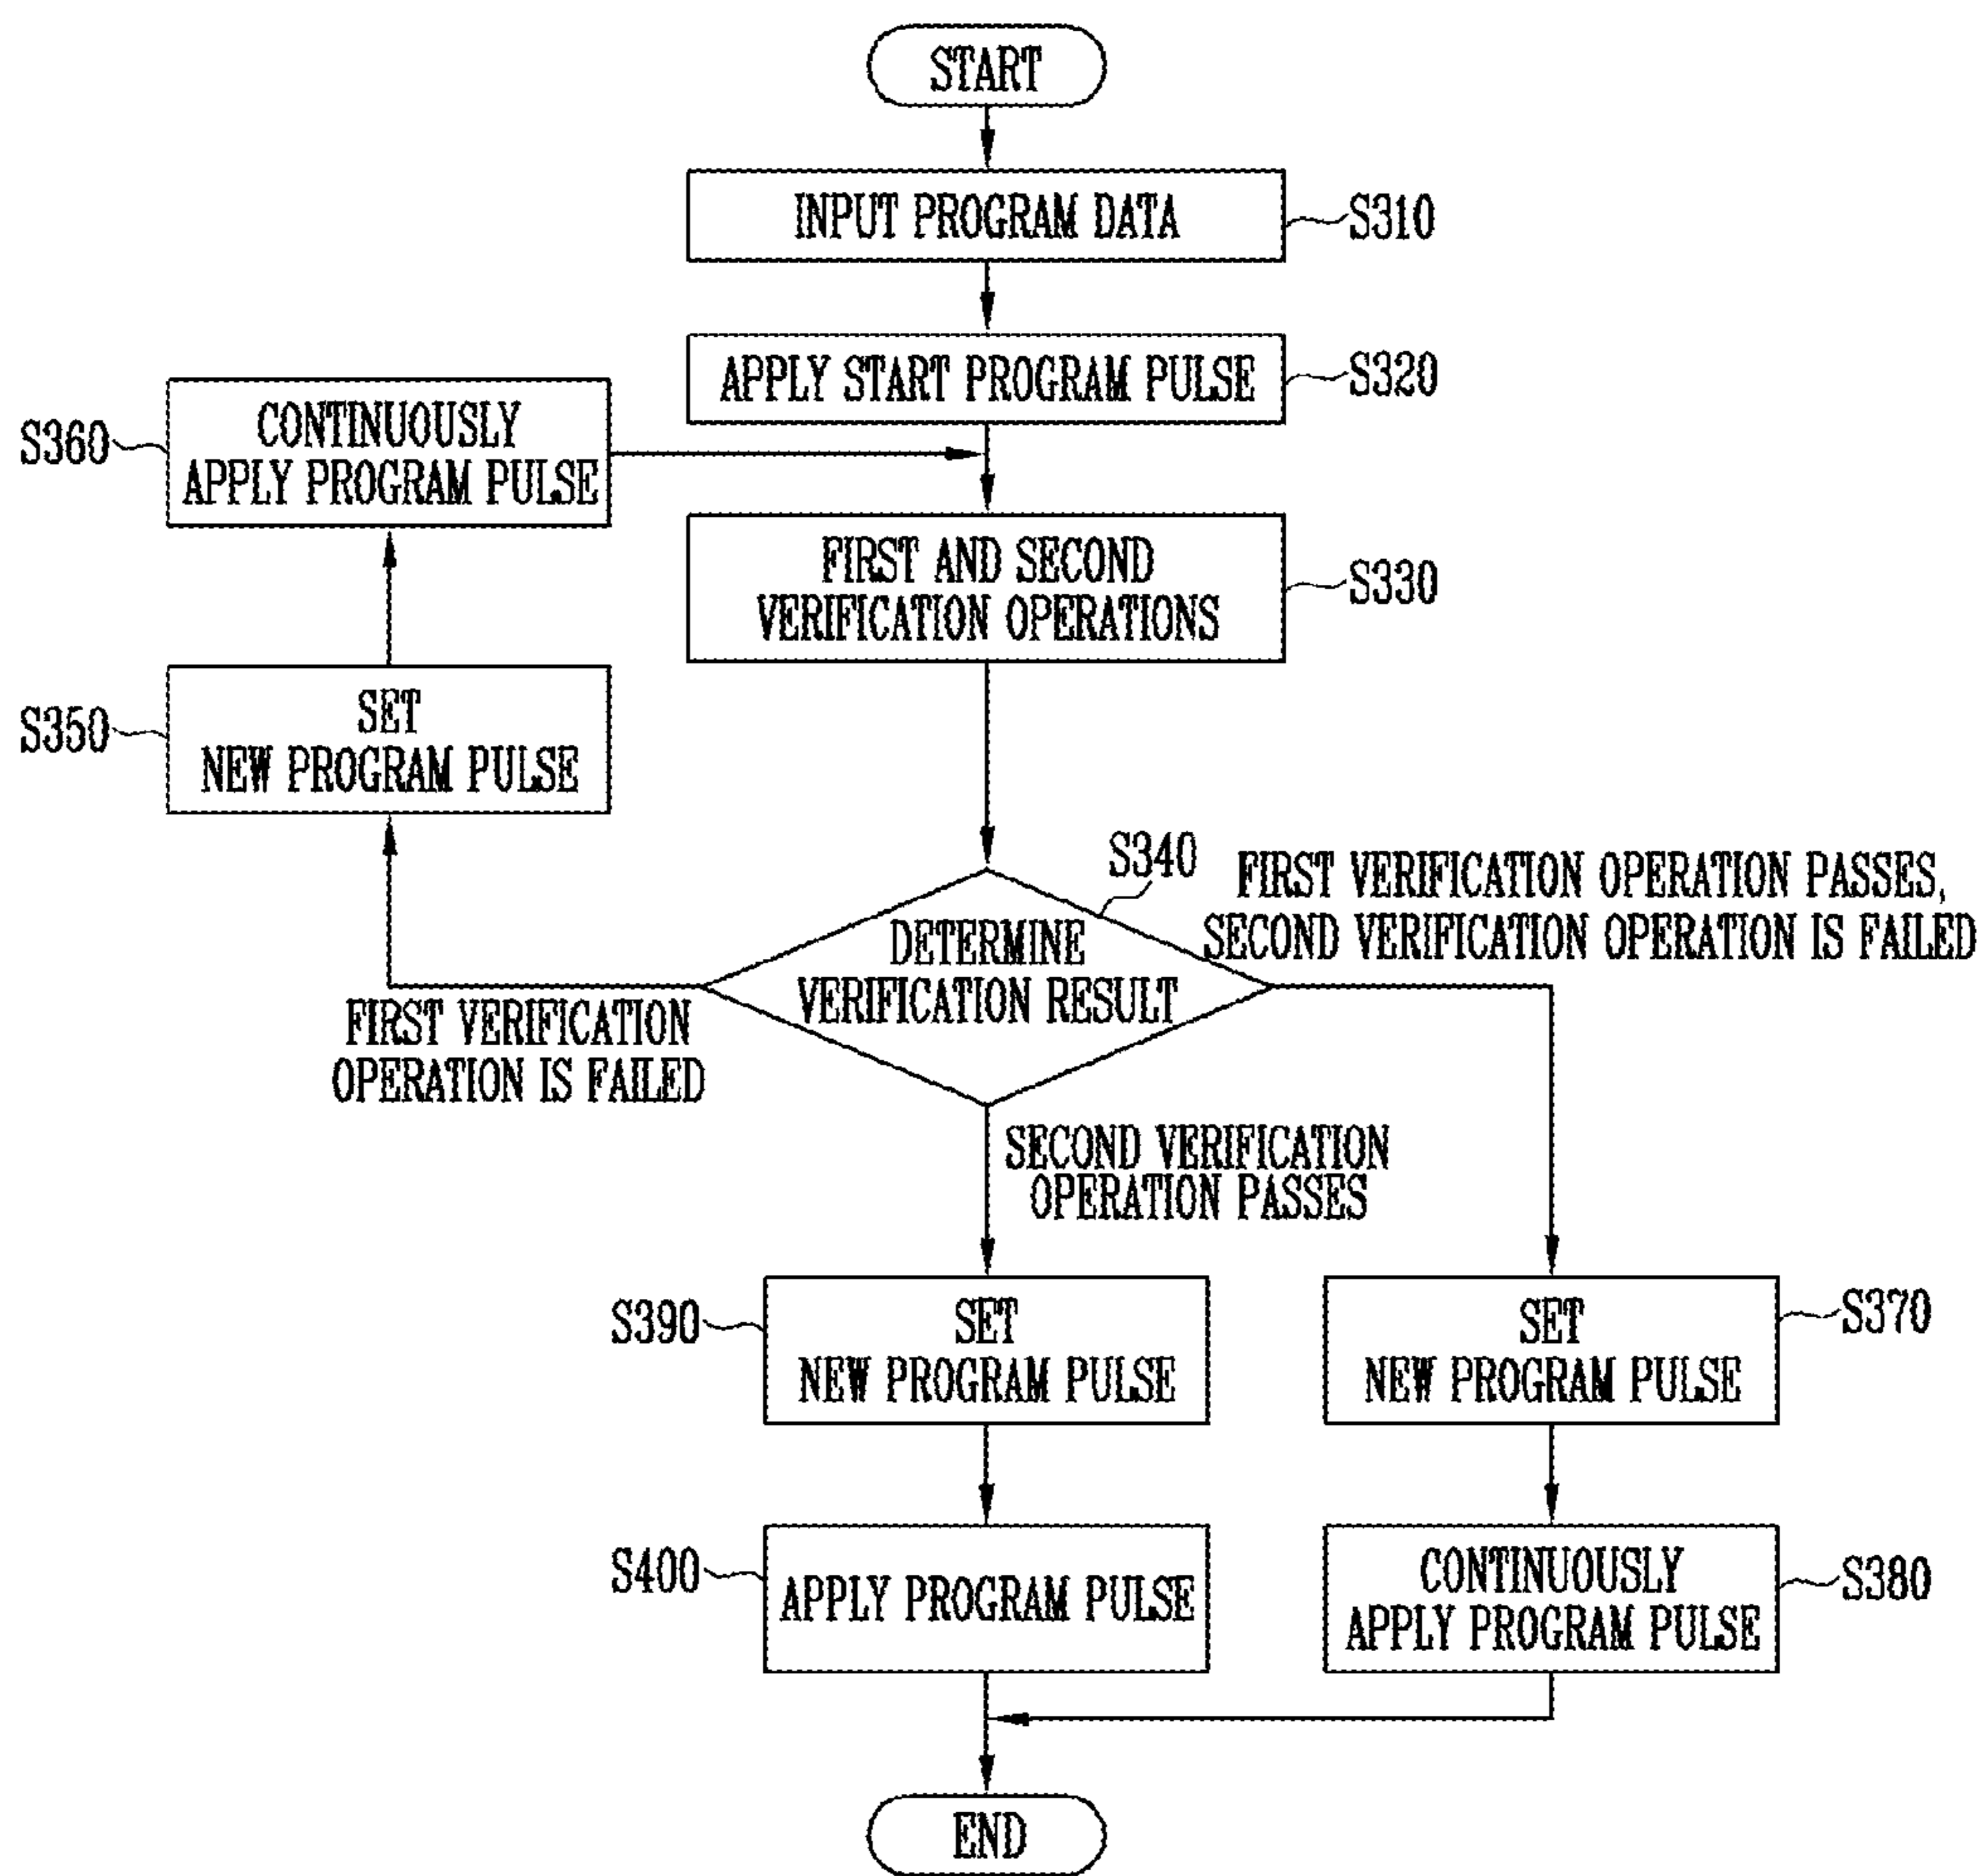 START
INPUT PROGRAM DATA
S310
APPLY START PROGRAM PULSE
S320
CONTINUOUSLY
APPLY PROGRAM PULSE
S360
FIRST AND SECOND
VERIFICATION OPERATIONS
S330
SET
NEW PROGRAM PULSE
S350
S340
DETERMINE
VERIFICATION RESULT
FIRST VERIFICATION OPERATION PASSES,
SECOND VERIFICATION OPERATION IS FAILED
FIRST VERIFICATION
OPERATION IS FAILED
SECOND VERIFICATION
OPERATION PASSES
S390
SET
NEW PROGRAM PULSE
SET
NEW PROGRAM PULSE
S370
S400
APPLY PROGRAM PULSE
CONTINUOUSLY
APPLY PROGRAM PULSE
S380
END